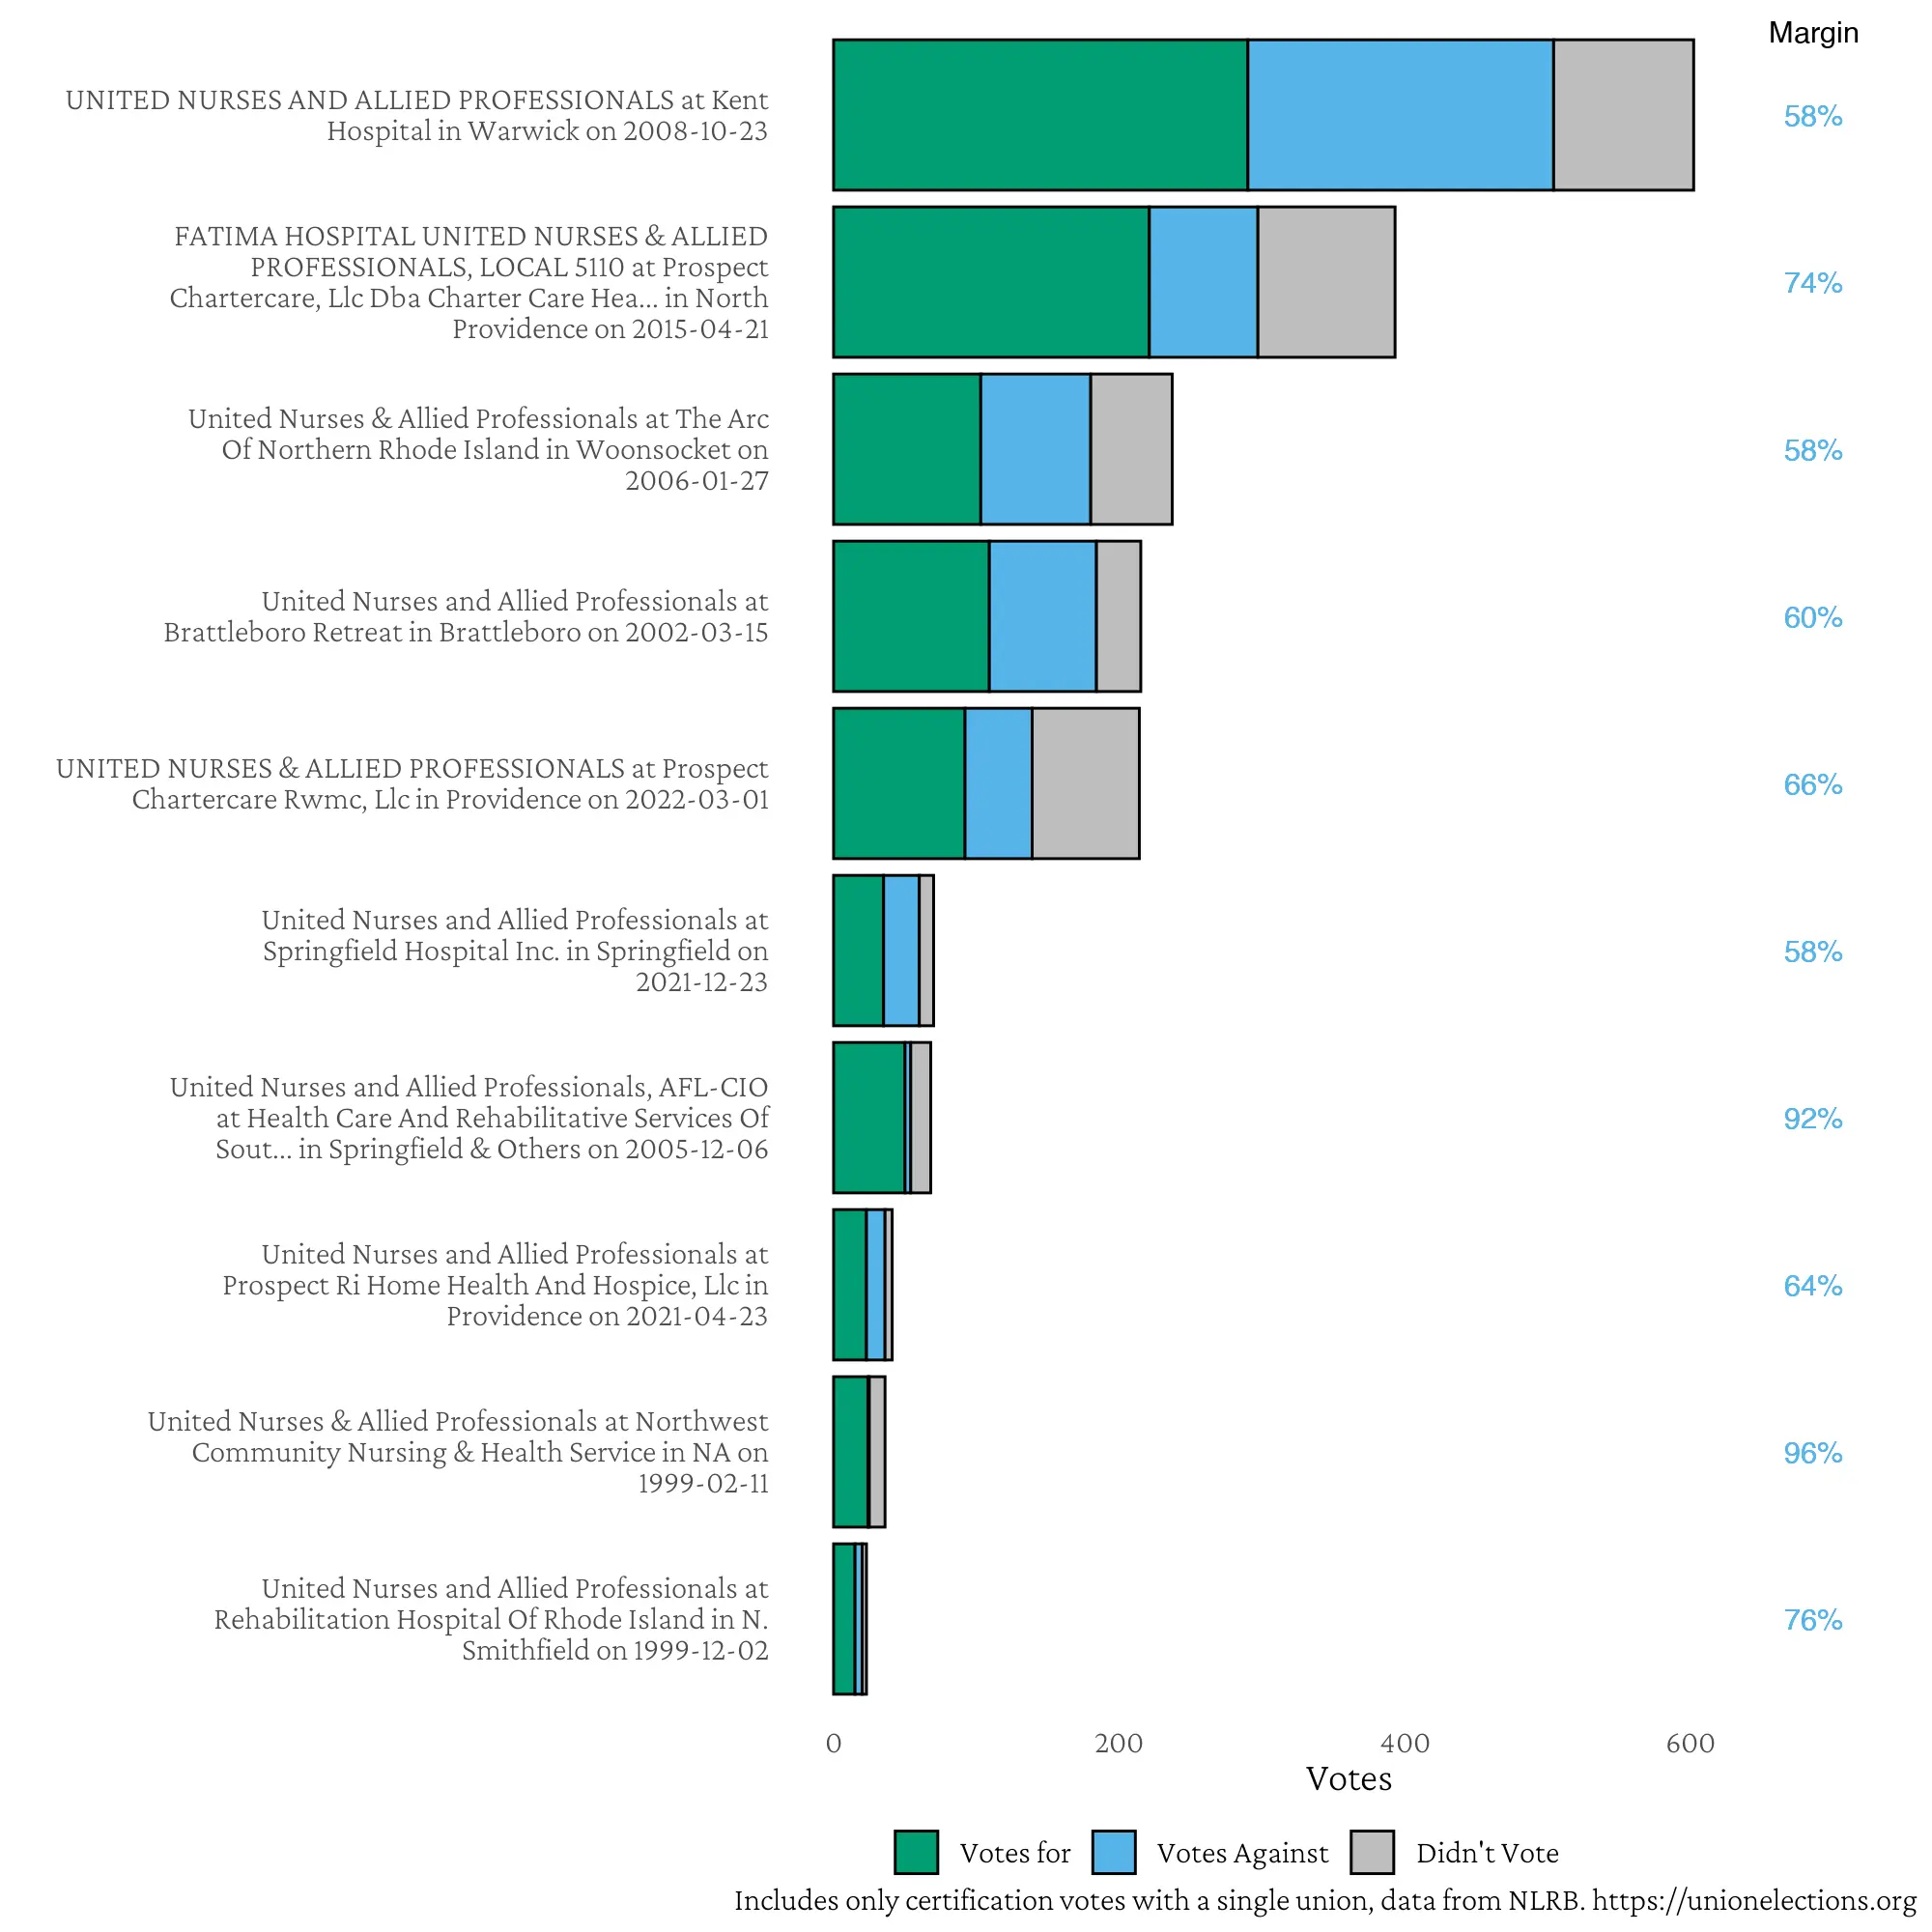 Margin
UNITED NURSES AND ALLIED PROFESSIONALS at Kent
Hospital in Warwick on 2008-10-23
58%
FATIMA HOSPITAL UNITED NURSES & ALLIED
PROFESSIONALS, LOCAL 5110 at Prospect
Chartercare, Llc Dba Charter Care Hea... in North
Providence on 2015-04-21
74%
United Nurses & Allied Professionals at The Arc
Of Northern Rhode Island in Woonsocket on
2006-01-27
58%
United Nurses and Allied Professionals at
Brattleboro Retreat in Brattleboro on 2002-03-15
60%
UNITED NURSES & ALLIED PROFESSIONALS at Prospect
Chartercare Rwmc, Llc in Providence on 2022-03-01
66%
United Nurses and Allied Professionals at
Springfield Hospital Inc. in Springfield on
2021-12-23
58%
United Nurses and Allied Professionals, AFL-CIO
at Health Care And Rehabilitative Services Of
Sout... in Springfield & Others on 2005-12-06
92%
United Nurses and Allied Professionals at
Prospect Ri Home Health And Hospice, Llc in
Providence on 2021-04-23
64%
United Nurses & Allied Professionals at Northwest
Community Nursing & Health Service in NA on
1999-02-11
96%
United Nurses and Allied Professionals at
Rehabilitation Hospital Of Rhode Island in N.
Smithfield on 1999-12-02
76%
0 200 400 600
Votes
Votes for Votes Against Didn't Vote
Includes only certification votes with a single union, data from NLRB. https://unionelections.org